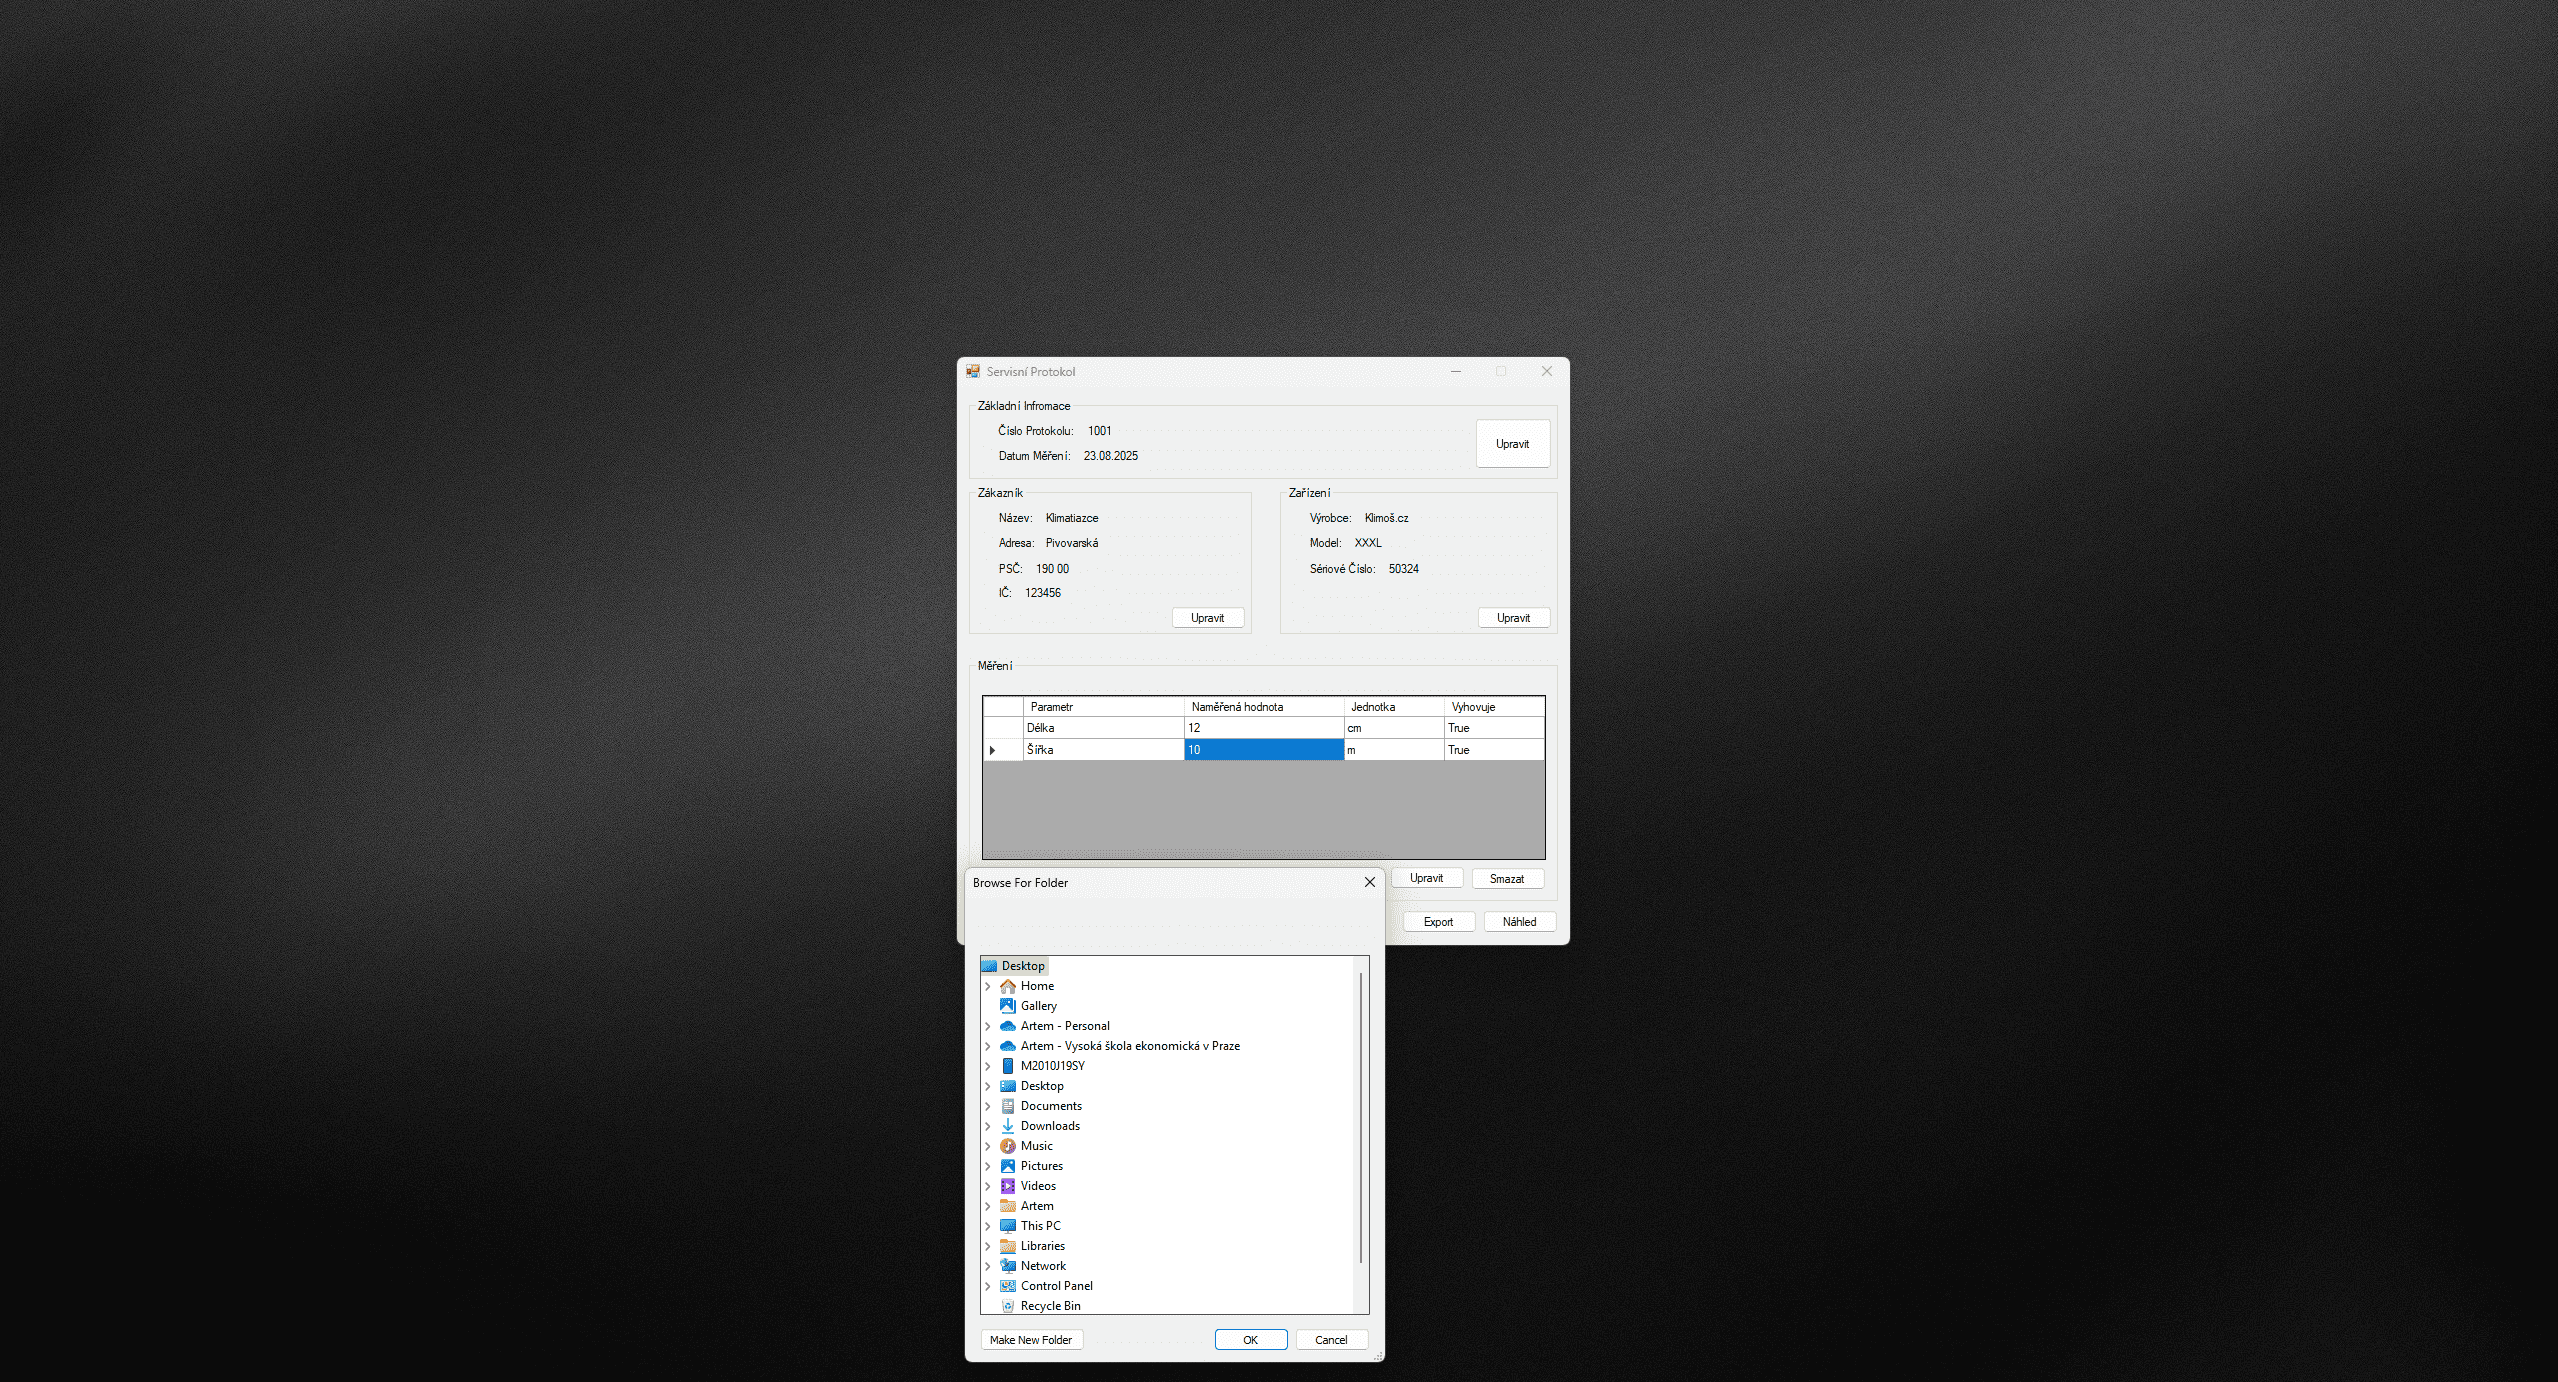 Servisní Protokol
Základní Infromace
Číslo Protokolu: 1001
Datum Měření: 23.08.2025
Upravit
Zákazník
Název: Klimatiazce
Adresa: Pivovarská
PSČ: 190 00
IČ: 123456
Upravit
Zařízení
Výrobce: Klimoš.cz
Model: XXXL
Sériové Číslo: 50324
Upravit
Měření
Parametr Naměřená hodnota Jednotka Vyhovuje
Délka 12 cm True
Šířka 10 m True
Upravit Smazat
Export Náhled
Browse For Folder
Desktop
Home
Gallery
Artem - Personal
Artem - Vysoká škola ekonomická v Praze
M2010J19SY
Desktop
Documents
Downloads
Music
Pictures
Videos
Artem
This PC
Libraries
Network
Control Panel
Recycle Bin
Make New Folder OK Cancel